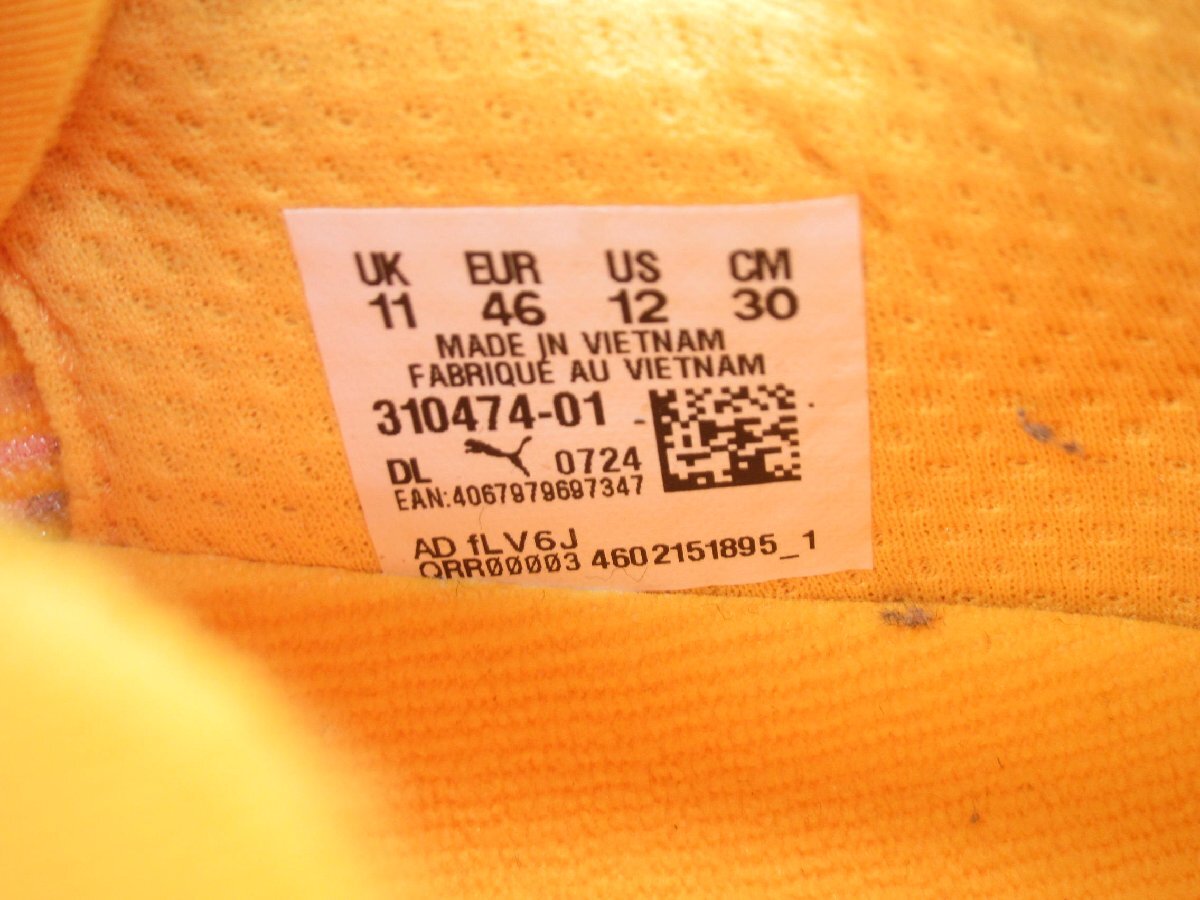 UK EUR US CM
11 46 12 30
MADE IN VIETNAM
FABRIQUE AU VIETNAM
310474-01
DL 0724
EAN:4067979697347
AD fLV6J
QRR00003 4602151895_1